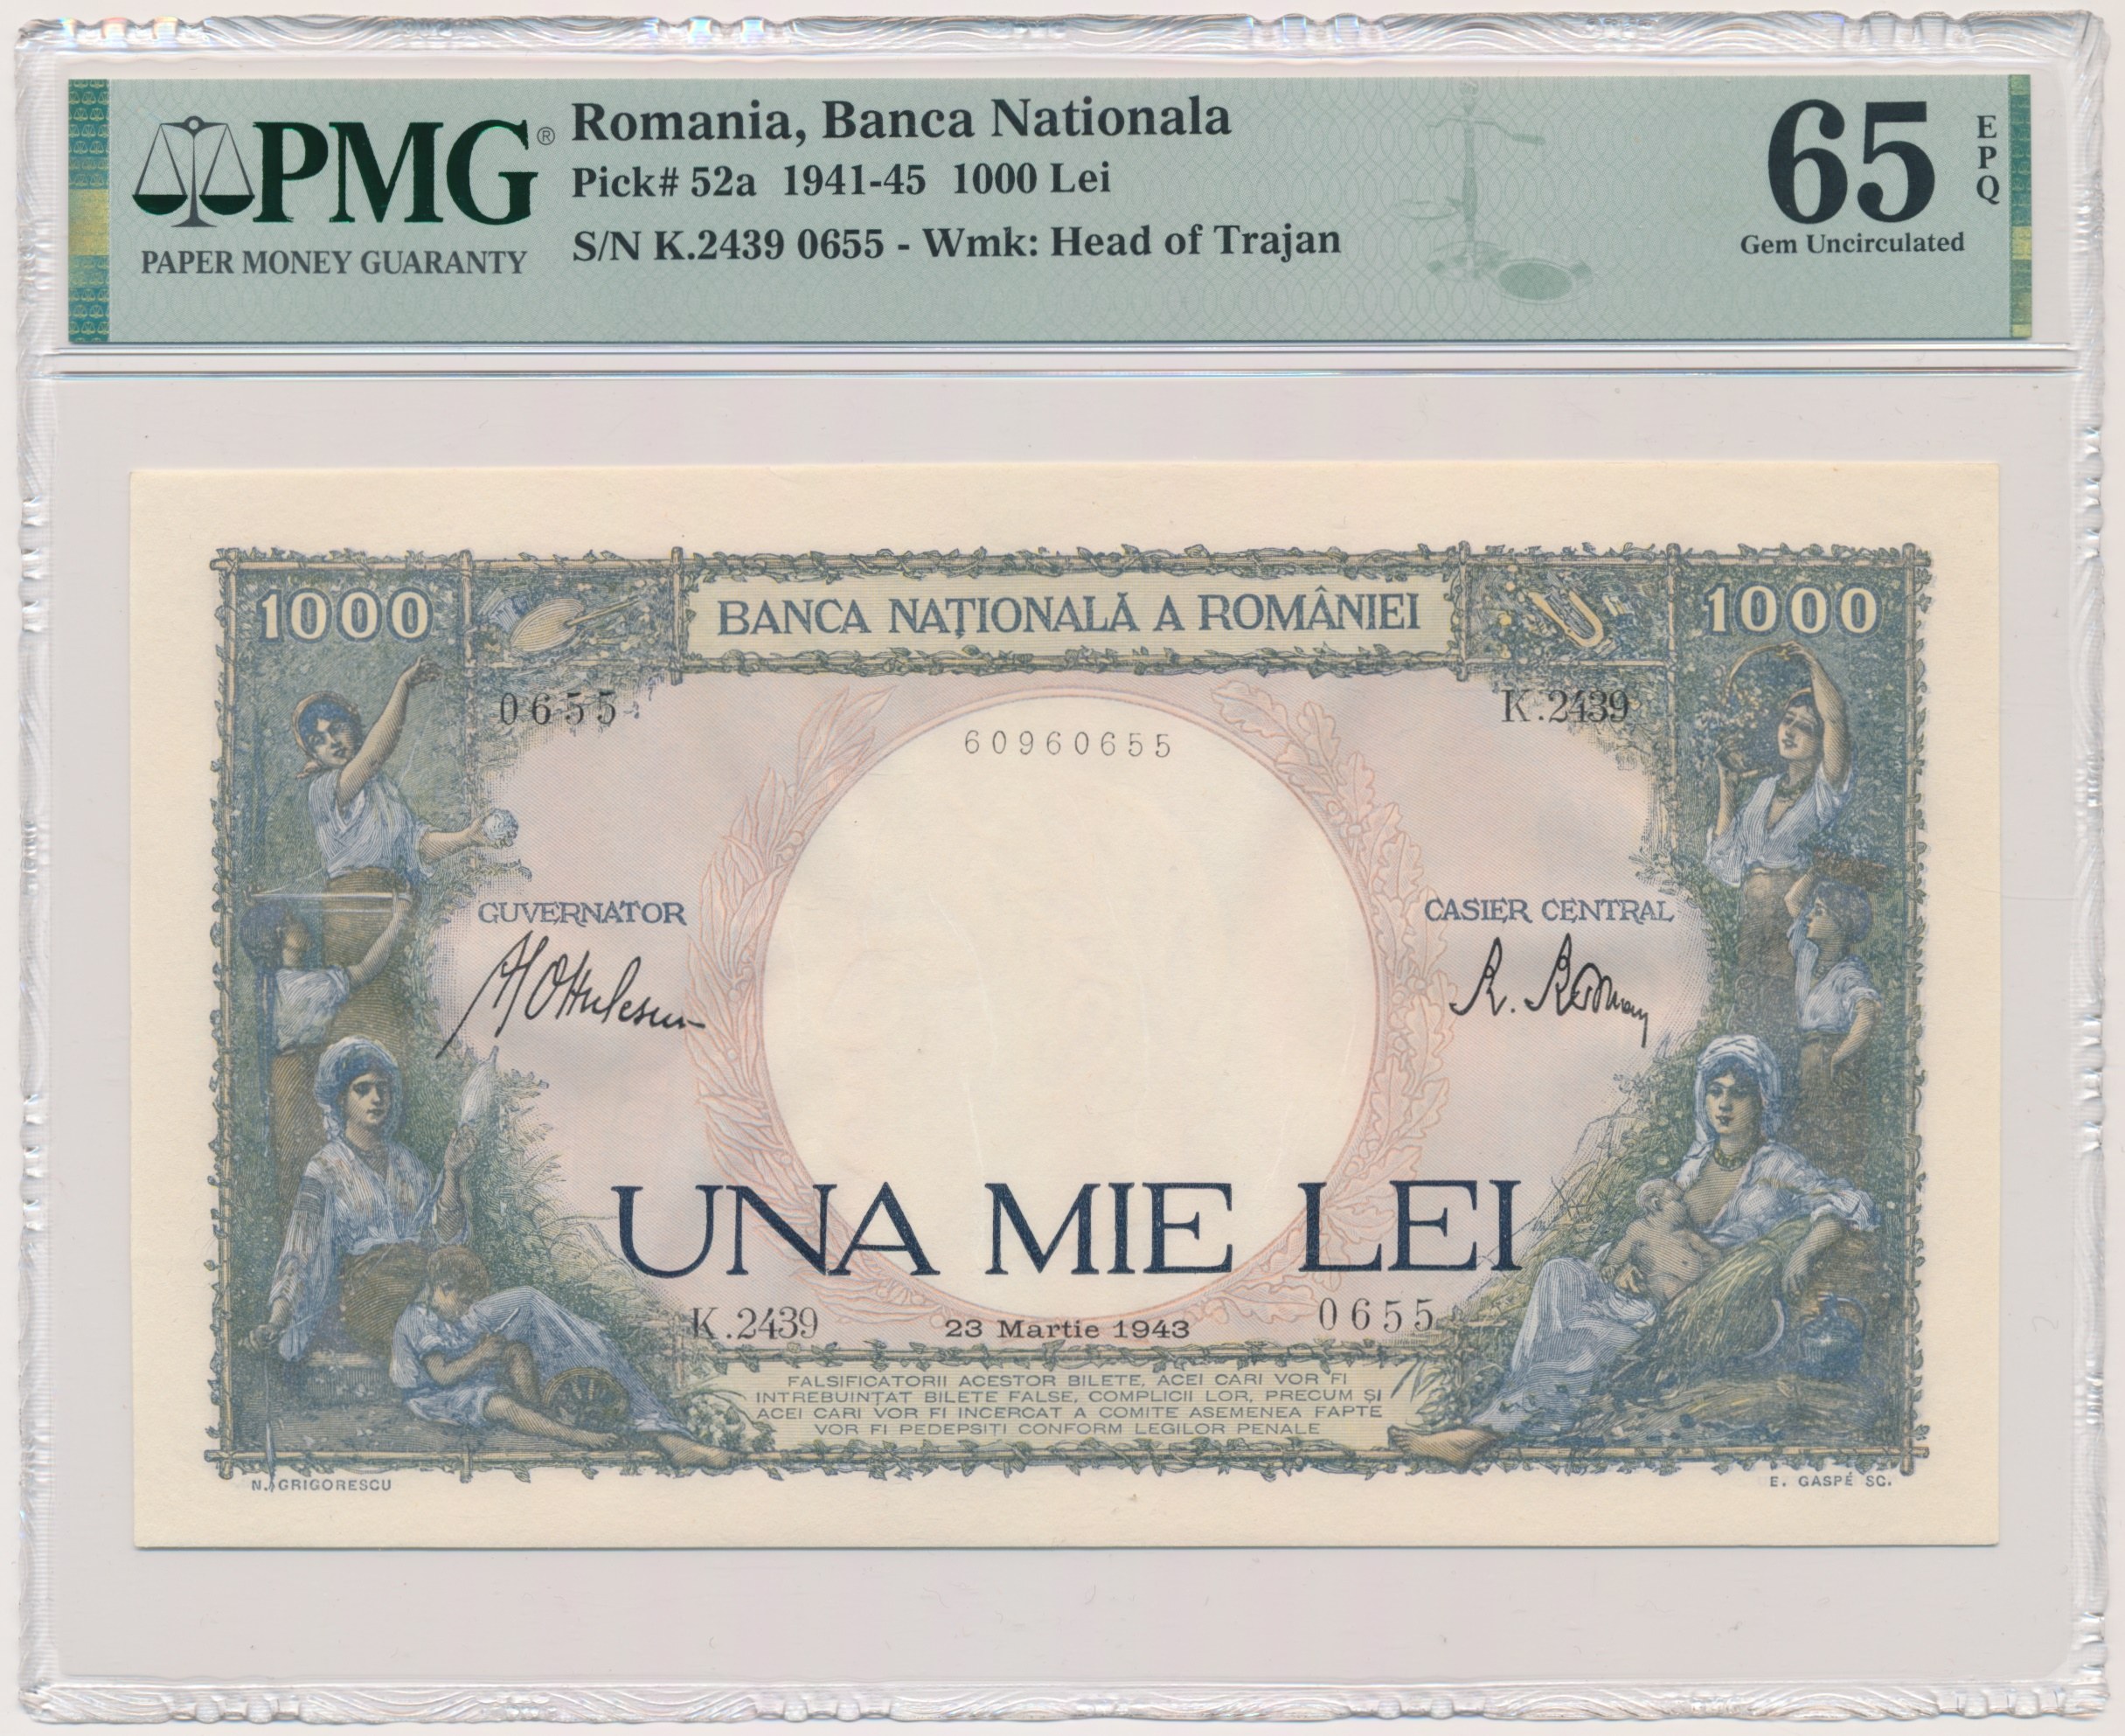 PMG®
PAPER MONEY GUARANTY
Romania, Banca Nationala
Pick# 52a 1941-45 1000 Lei
S/N K.2439 0655 - Wmk: Head of Trajan
65
EPQ
Gem Uncirculated
1000
BANCA NAȚIONALĂ A ROMÂNIEI
1000
0655
K.2439
60960655
GUVERNATOR
CASIER CENTRAL
UNA MIE LEI
K.2439
23 Martie 1943
0655
FALSIFICATORII ACESTOR BILETE, ACEI CARI VOR FI
INTREBUINȚAT BILETE FALSE, COMPLICII LOR, PRECUM ȘI
ACEI CARI VOR FI INCERCAT A COMITE ASEMENEA FAPTE
VOR FI PEDEPSIȚI CONFORM LEGILOR PENALE
N. GRIGORESCU
E. GASPÉ SC.